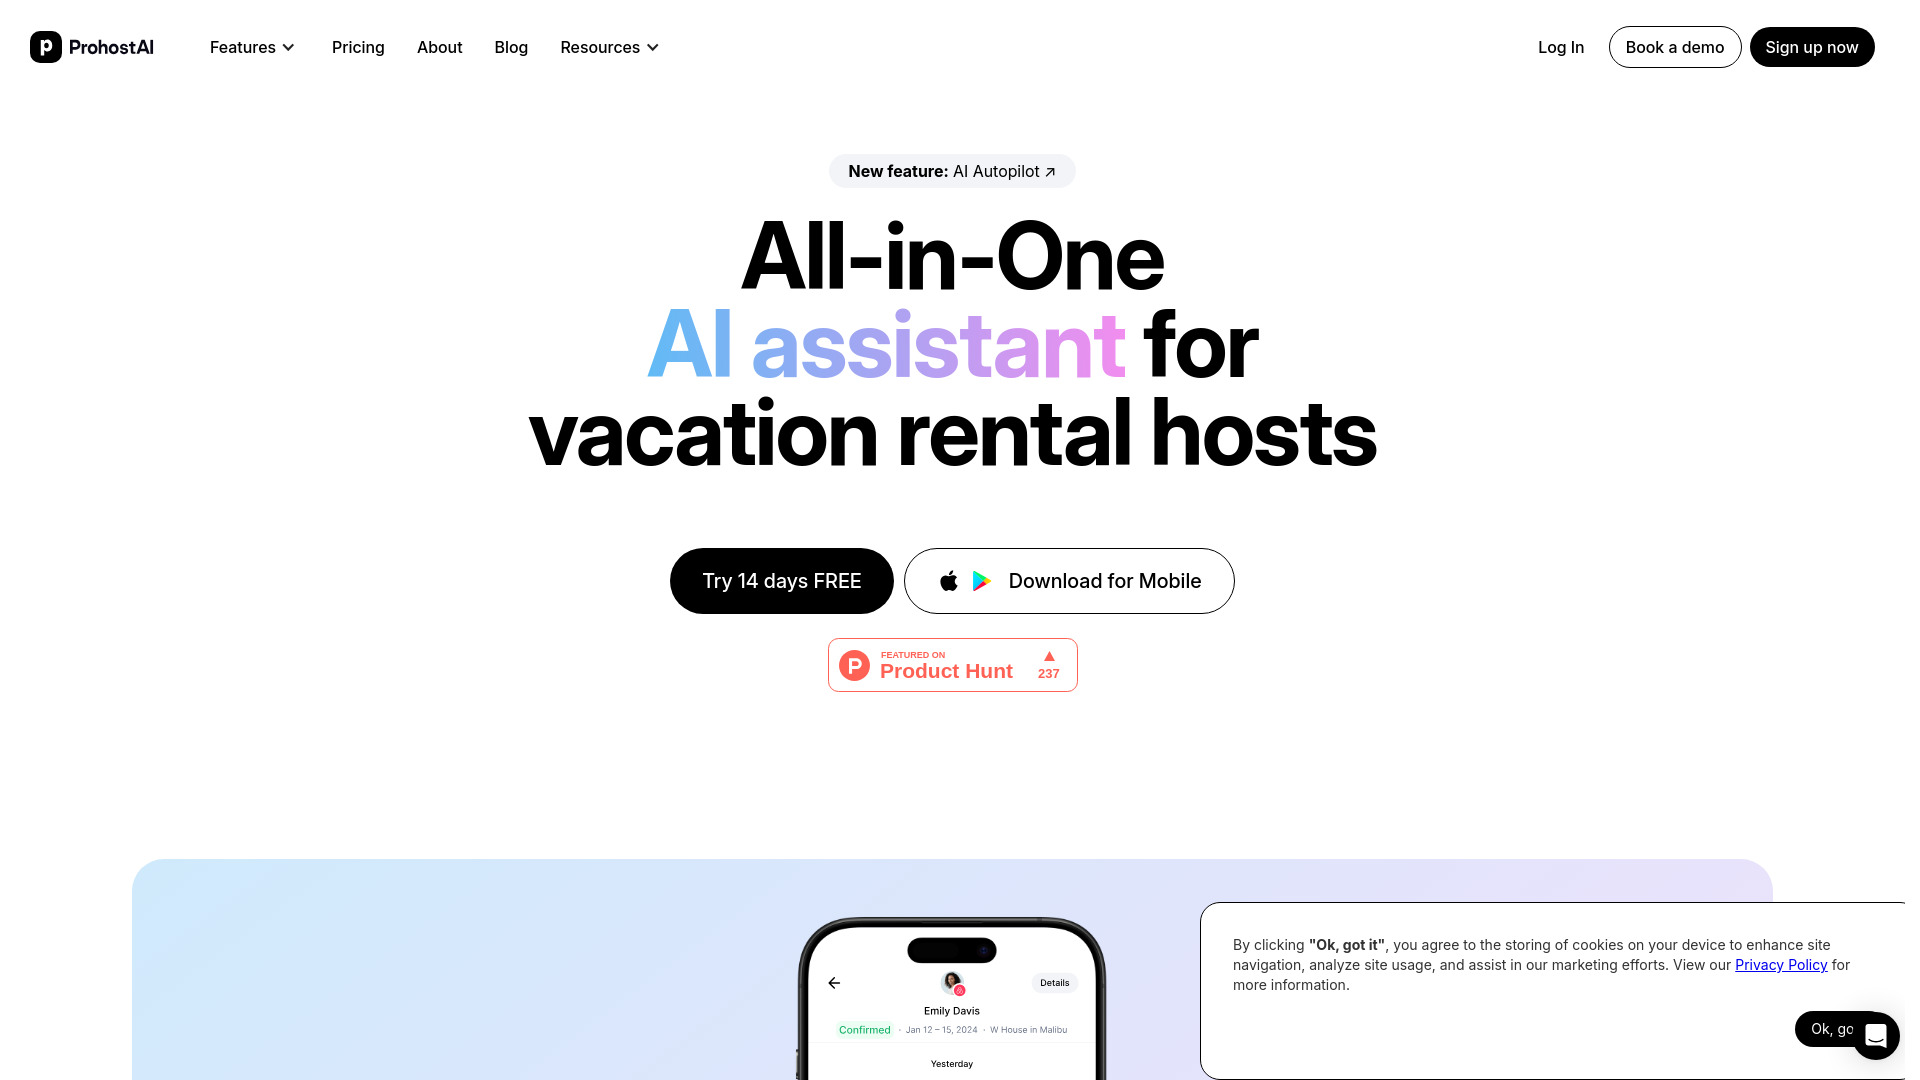 ProhostAI
Features
Pricing
About
Blog
Resources
Log In
Book a demo
Sign up now
New feature: AI Autopilot ↗
All-in-One
AI assistant for
vacation rental hosts
Try 14 days FREE
Download for Mobile
FEATURED ON
Product Hunt
237
Details
Emily Davis
Confirmed · Jan 12 – 15, 2024 · W House in Malibu
Yesterday
By clicking "Ok, got it", you agree to the storing of cookies on your device to enhance site
navigation, analyze site usage, and assist in our marketing efforts. View our Privacy Policy for
more information.
Ok, go